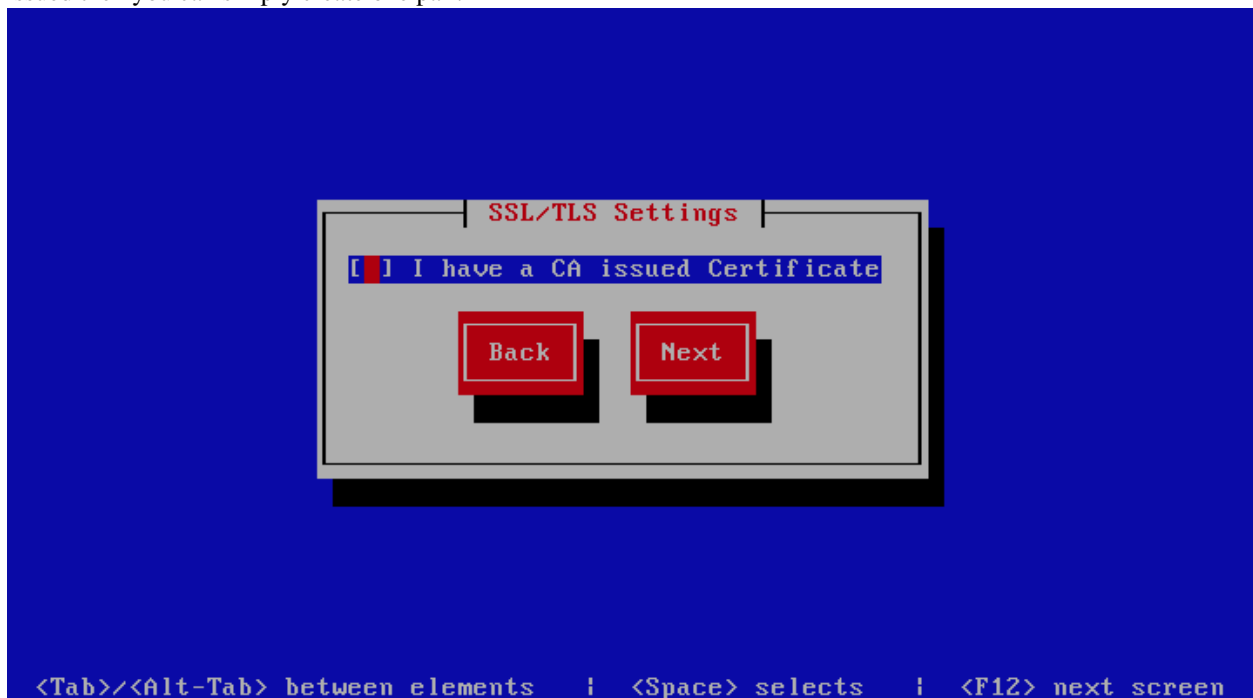 SSL/TLS Settings
[ ] I have a CA issued Certificate
Back Next
<Tab>/<Alt-Tab> between elements | <Space> selects | <F12> next screen